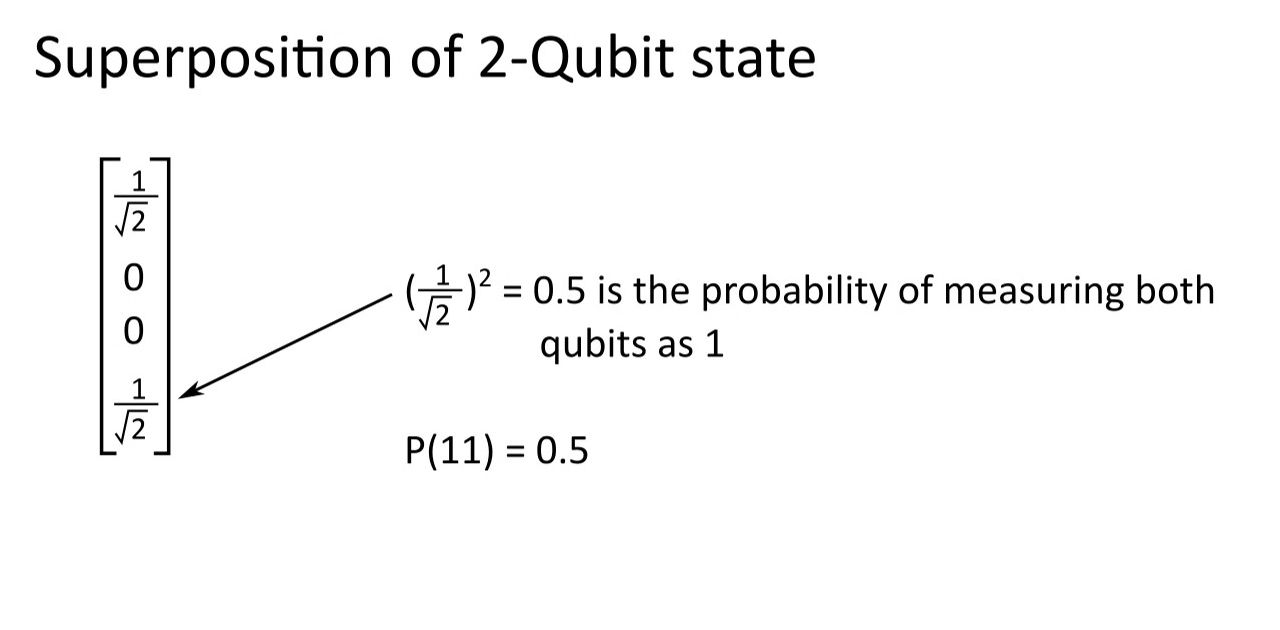 Superposition of 2-Qubit state
1/√2
0
0
1/√2
(1/√2)² = 0.5 is the probability of measuring both
qubits as 1
P(11) = 0.5